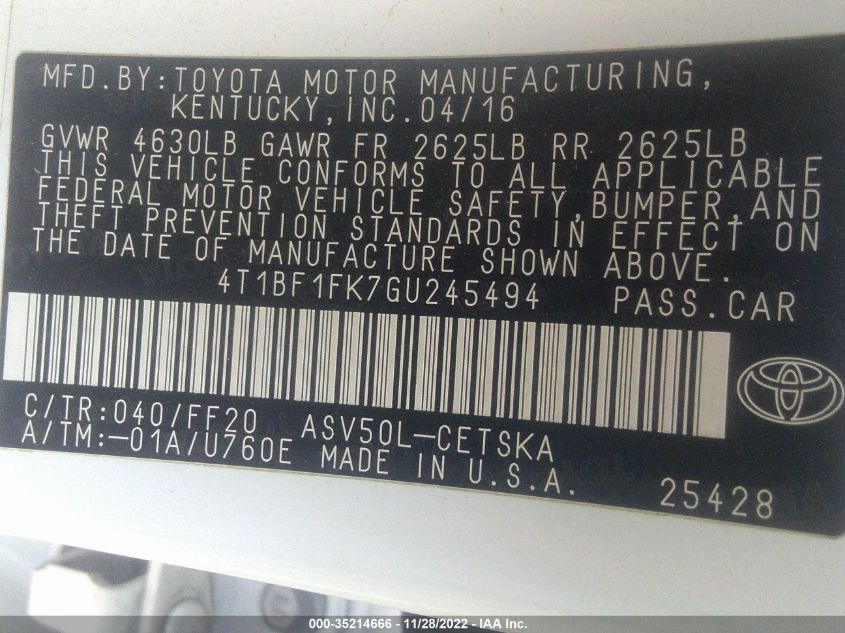 MFD.BY:TOYOTA MOTOR MANUFACTURING,
KENTUCKY,INC.04/16
GVWR 4630LB GAWR FR 2625LB RR 2625LB
THIS VEHICLE CONFORMS TO ALL APPLICABLE
FEDERAL MOTOR VEHICLE SAFETY,BUMPER,AND
THEFT PREVENTION STANDARDS IN EFFECT ON
THE DATE OF MANUFACTURE SHOWN ABOVE.
4T1BF1FK7GU245494 PASS.CAR
C/TR:040/FF20 ASV50L-CETSKA
A/TM:-01A/U760E MADE IN U.S.A.
25428
000-35214666 - 11/28/2022 - IAA Inc.